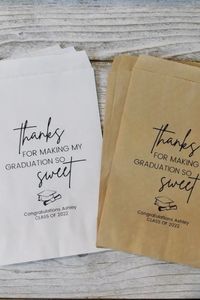 thanks
FOR MAKING MY
GRADUATION SO
sweet
Congratulations Ashley
CLASS OF 2022
thanks
FOR MAKING
GRADUATION SO
sweet
Congratulations Ashley
CLASS OF 2022